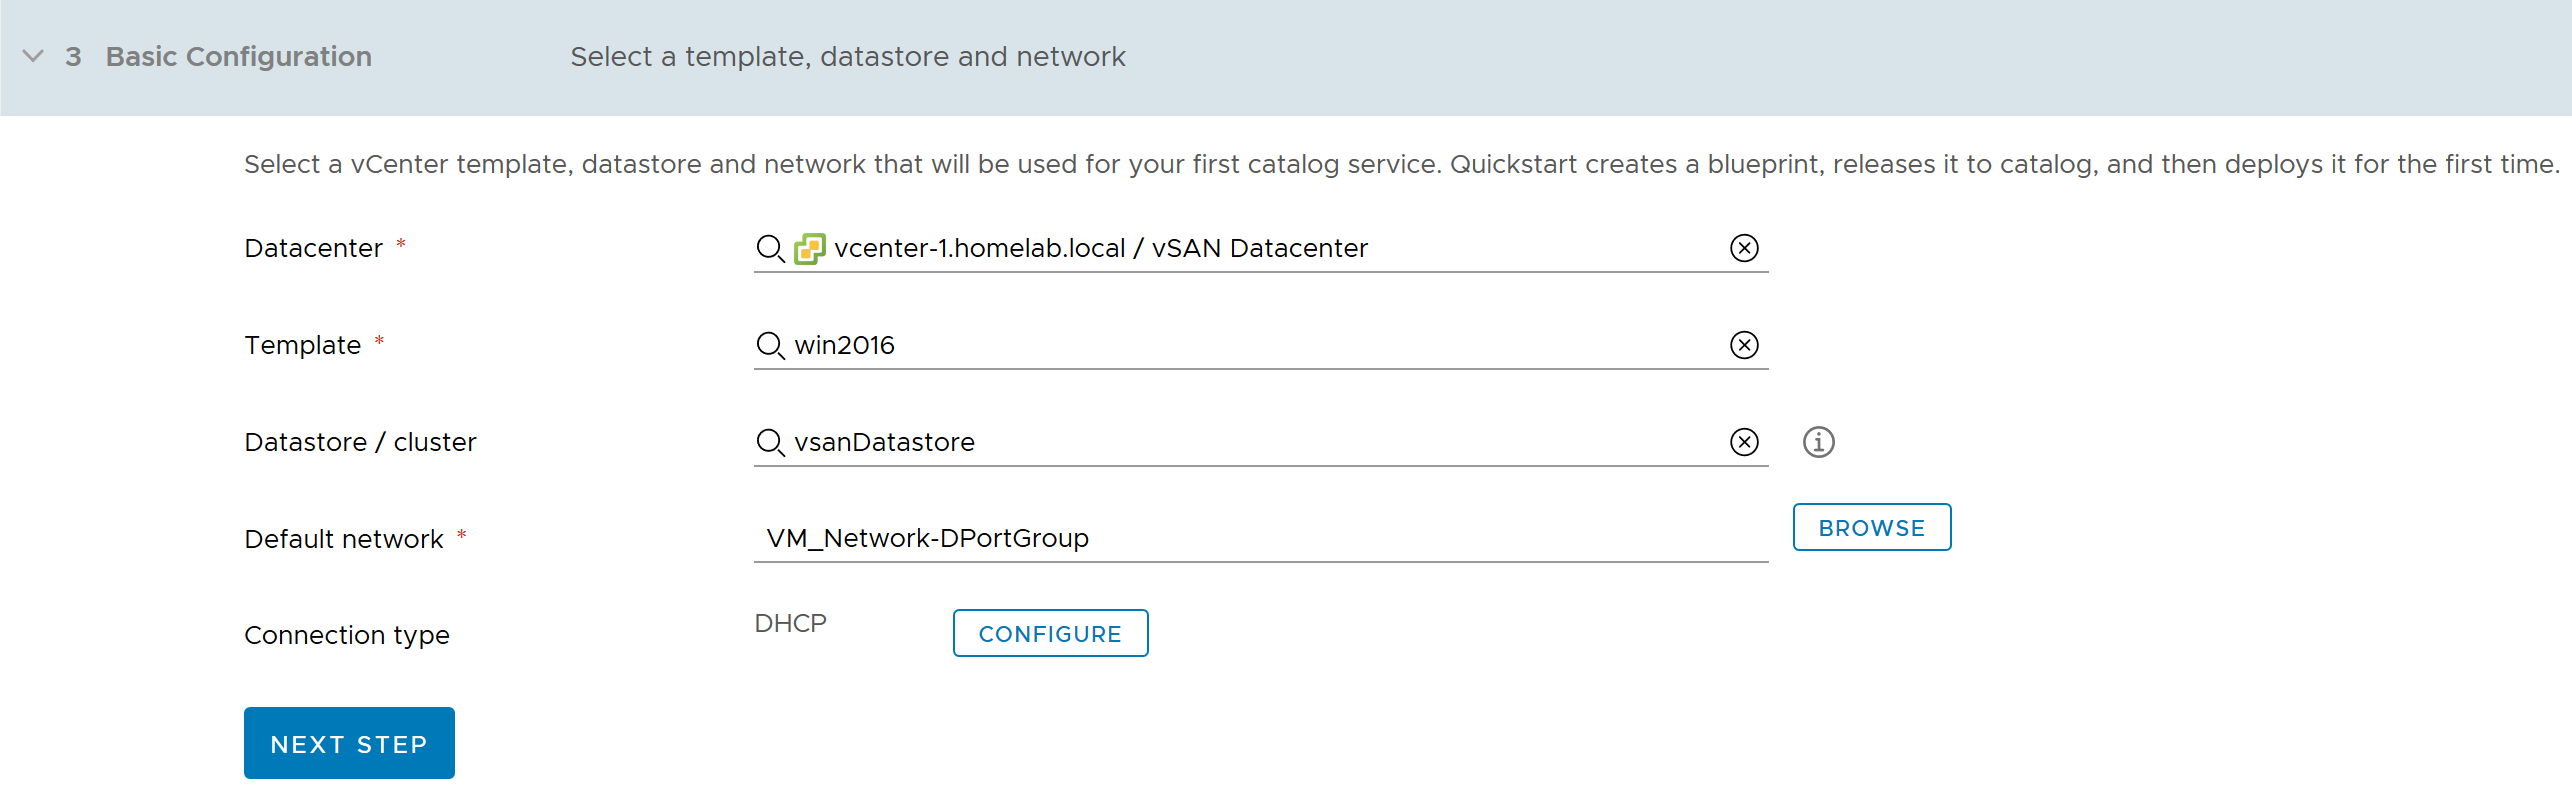 3 Basic Configuration Select a template, datastore and network
Select a vCenter template, datastore and network that will be used for your first catalog service. Quickstart creates a blueprint, releases it to catalog, and then deploys it for the first time.
Datacenter * vcenter-1.homelab.local / vSAN Datacenter
Template * win2016
Datastore / cluster vsanDatastore
Default network * VM_Network-DPortGroup BROWSE
Connection type DHCP CONFIGURE
NEXT STEP